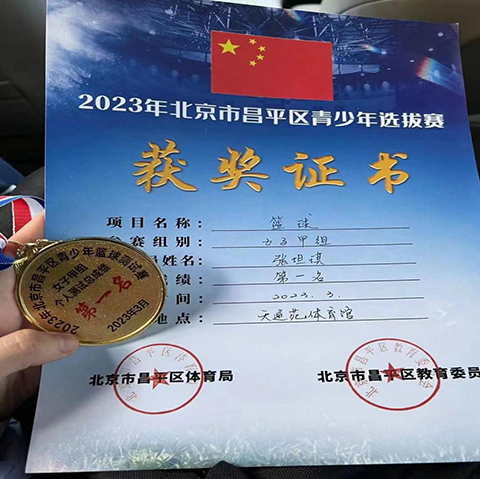 2023年北京市昌平区青少年选拔赛
获奖证书
项目名称： 篮球
赛组别： 女子甲组
姓名： 张坦琪
绩： 第一名
间： 2023.3.
地点： 天通苑体育馆
北京市昌平区体育局
北京市昌平区教育委员
2023年北京市昌平区青少年篮球测试赛
女子甲组
个人测试总成绩
第一名
2023年3月